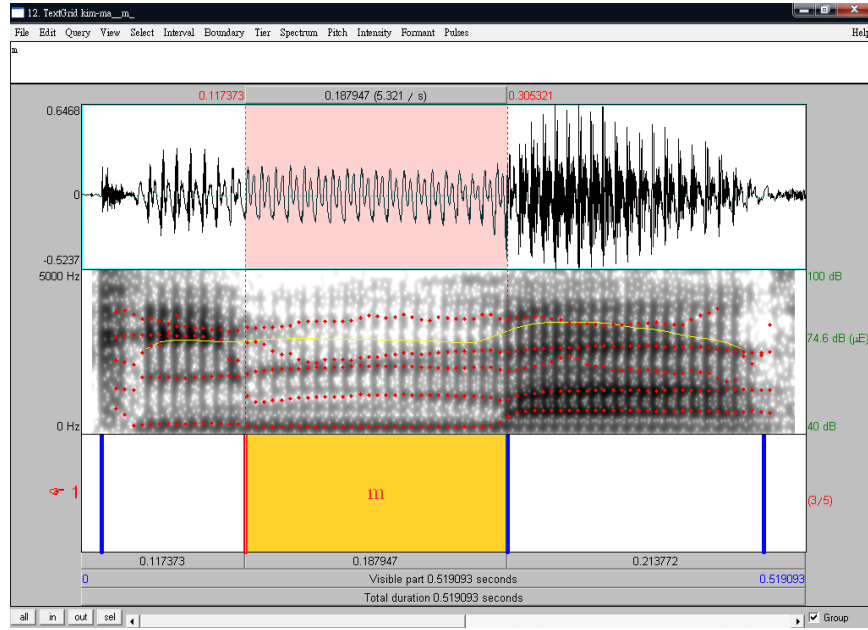 12. TextGrid kim-ma__m_
File Edit Query View Select Interval Boundary Tier Spectrum Pitch Intensity Formant Pulses Help
m
0.117373 0.187947 (5.321 / s) 0.305321
0.6468
0
-0.5237
5000 Hz 100 dB
74.6 dB (µE)
0 Hz 40 dB
1 m (3/5)
0.117373 0.187947 0.213772
0 Visible part 0.519093 seconds 0.519093
Total duration 0.519093 seconds
all in out sel Group